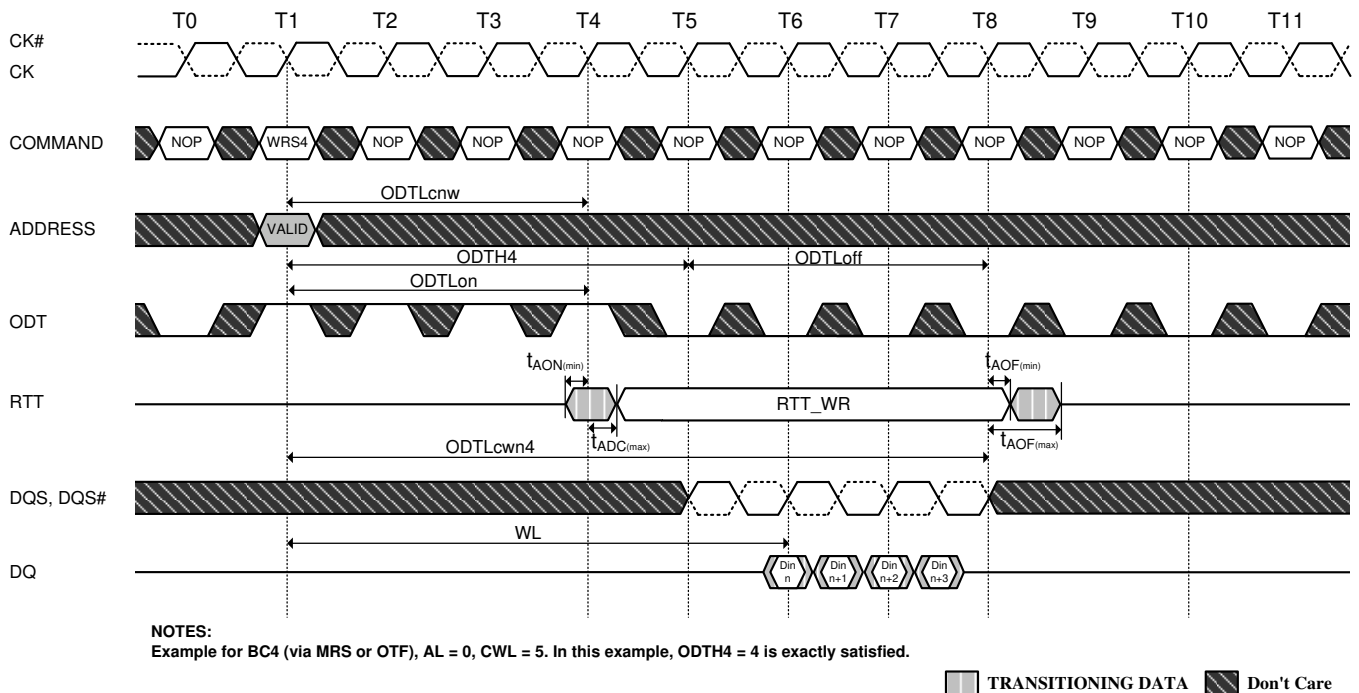 T0 T1 T2 T3 T4 T5 T6 T7 T8 T9 T10 T11
CK#
CK
COMMAND NOP WRS4 NOP NOP NOP NOP NOP NOP NOP NOP NOP NOP
ODTLcnw
ADDRESS VALID
ODTH4 ODTLoff
ODTLon
ODT
tAON(min) tAOF(min)
RTT RTT_WR
tADC(max) tAOF(max)
ODTLcwn4
DQS, DQS#
WL
DQ Din n Din n+1 Din n+2 Din n+3
NOTES:
Example for BC4 (via MRS or OTF), AL = 0, CWL = 5. In this example, ODTH4 = 4 is exactly satisfied.
TRANSITIONING DATA Don't Care